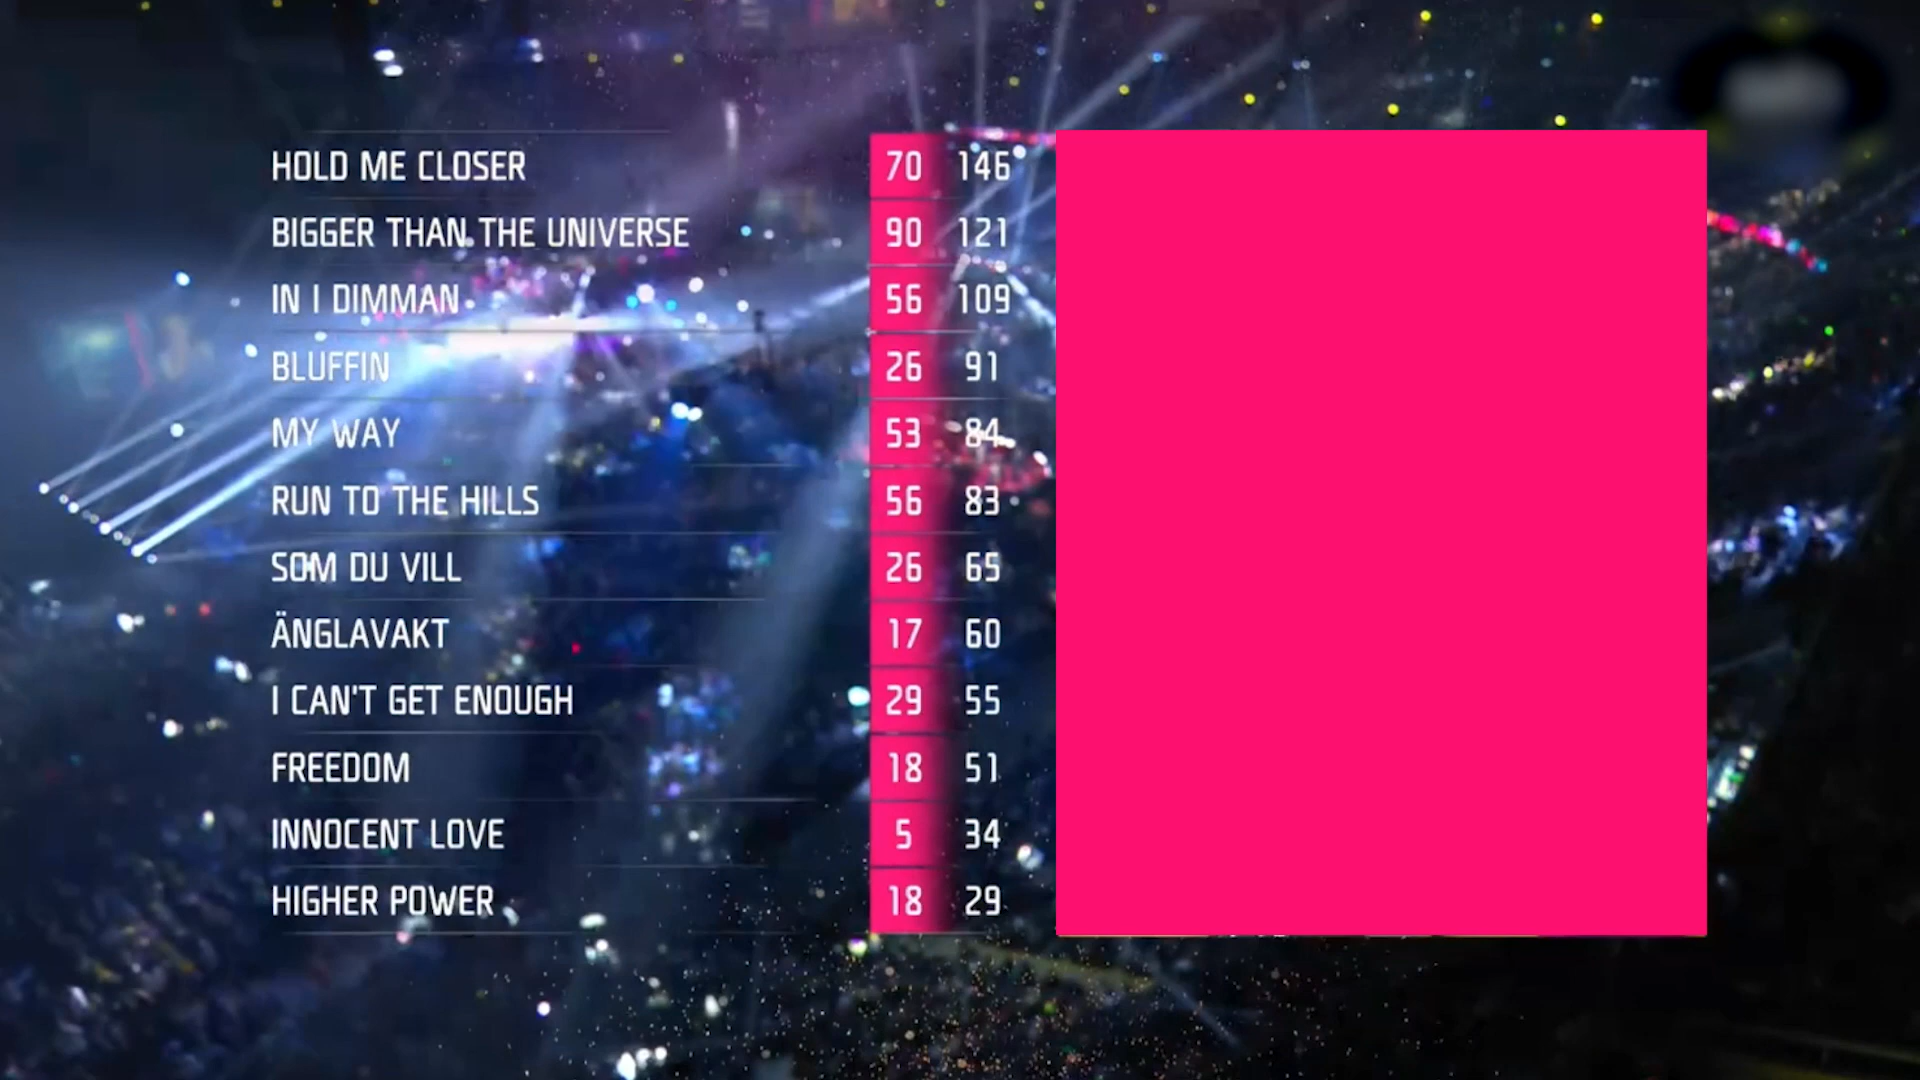 HOLD ME CLOSER 70 146
BIGGER THAN THE UNIVERSE 90 121
IN I DIMMAN 56 109
BLUFFIN 26 91
MY WAY 53 84
RUN TO THE HILLS 56 83
SOM DU VILL 26 65
ÄNGLAVAKT 17 60
I CAN'T GET ENOUGH 29 55
FREEDOM 18 51
INNOCENT LOVE 5 34
HIGHER POWER 18 29